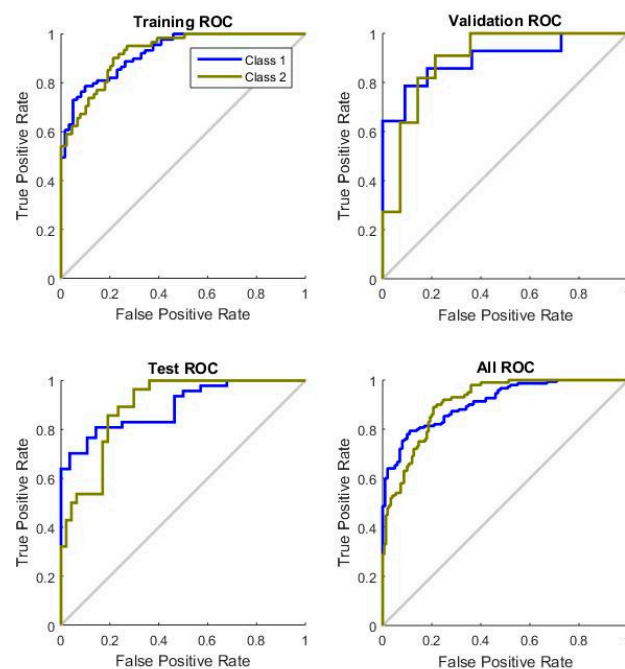 Training ROC
Class 1
Class 2
True Positive Rate
1
0.8
0.6
0.4
0.2
0
0 0.2 0.4 0.6 0.8 1
False Positive Rate
Validation ROC
True Positive Rate
1
0.8
0.6
0.4
0.2
0
0 0.2 0.4 0.6 0.8
False Positive Rate
Test ROC
True Positive Rate
1
0.8
0.6
0.4
0.2
0
0 0.2 0.4 0.6 0.8 1
False Positive Rate
All ROC
True Positive Rate
1
0.8
0.6
0.4
0.2
0
0 0.2 0.4 0.6 0.8
False Positive Rate